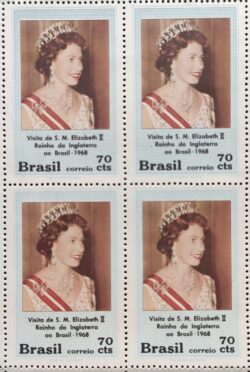 Visita de S. M. Elizabeth II
Rainha da Inglaterra
ao Brasil - 1968
Brasil correio 70 cts
Visita de S. M. Elizabeth II
Rainha da Inglaterra
ao Brasil - 1968
Brasil correio 70 cts
Visita de S. M. Elizabeth II
Rainha da Inglaterra
ao Brasil - 1968
Brasil correio 70 cts
Visita de S. M. Elizabeth II
Rainha da Inglaterra
ao Brasil - 1968
Brasil correio 70 cts